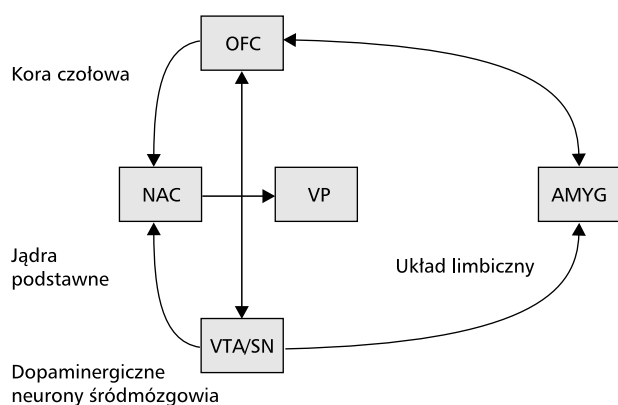 OFC
Kora czołowa
NAC
VP
AMYG
Jądra
podstawne
Układ limbiczny
VTA/SN
Dopaminergiczne
neurony śródmózgowia